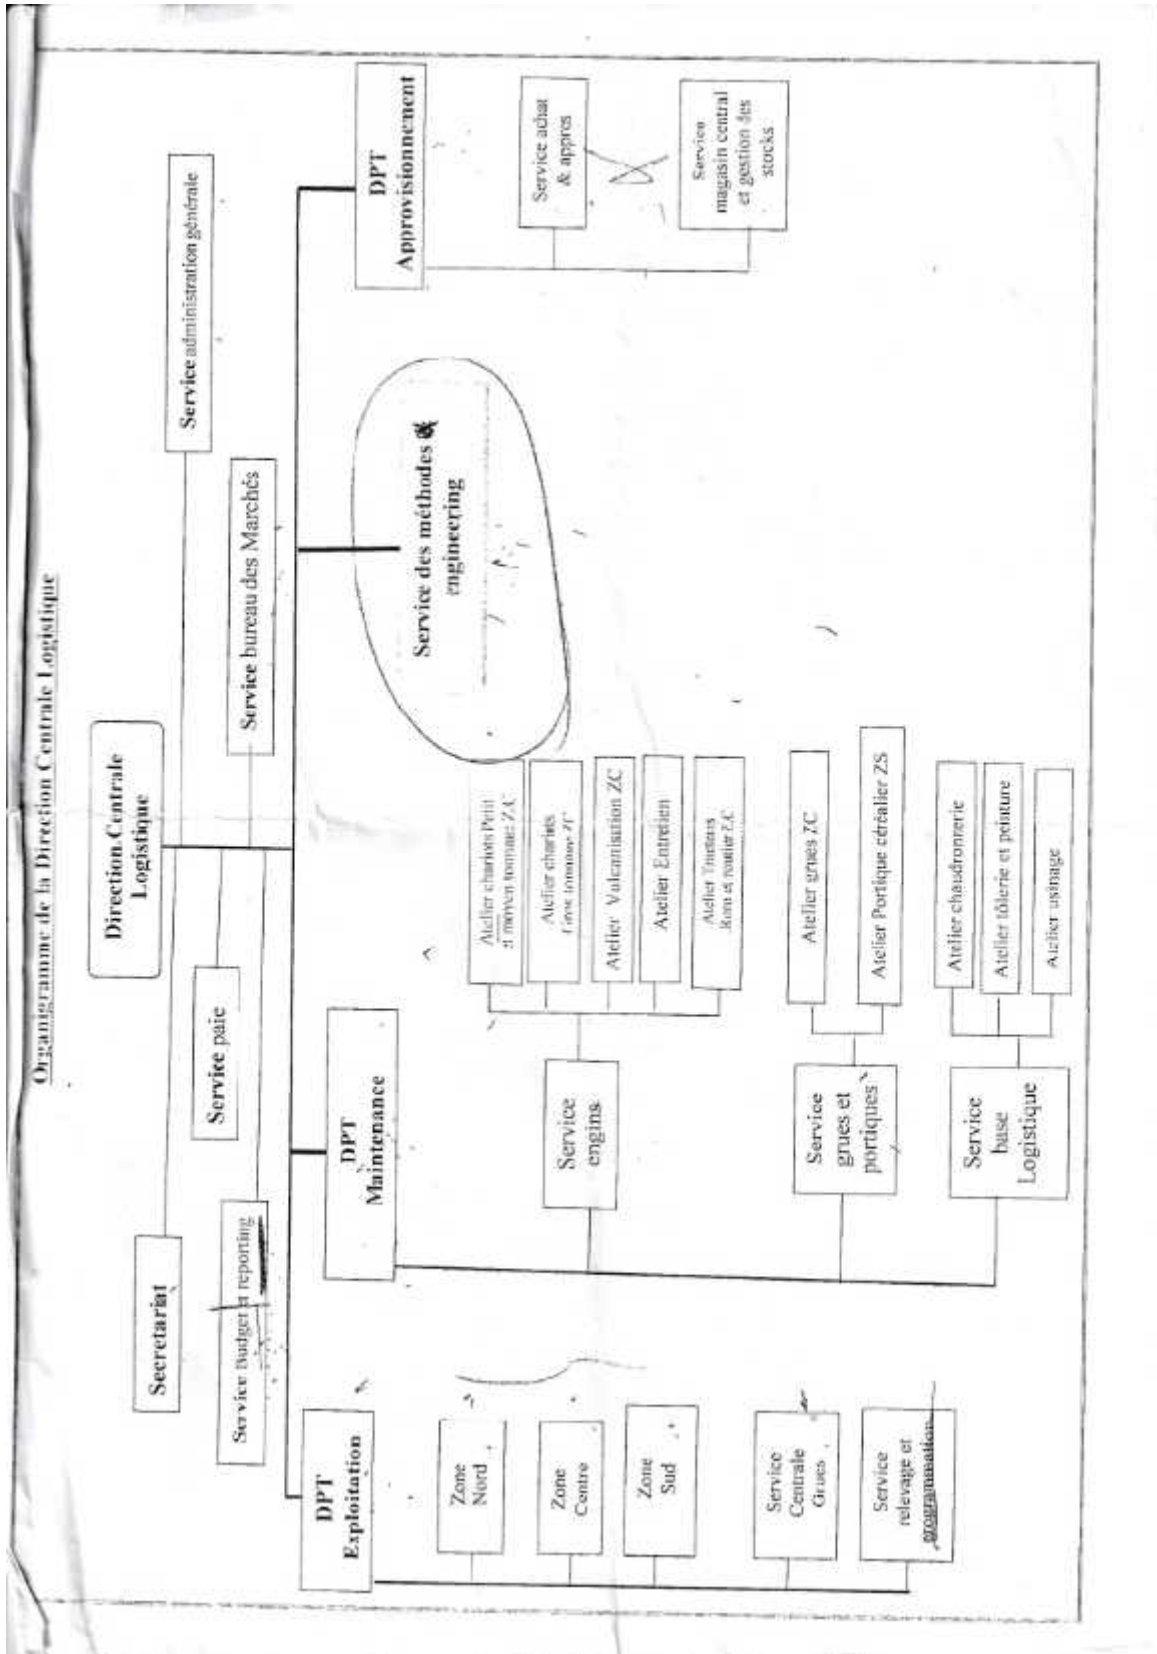 Organigramme de la Direction Centrale Logistique
Direction Centrale
Logistique
Secretariat
Service administration générale
Service paie
Service bureau des Marchés
Service Budget et reporting
DPT
Exploitation
DPT
Maintenance
Service des méthodes &
engineering
DPT
Approvisionnement
Zone
Nord
Zone
Centre
Zone
Sud
Service
Centrale
Grues
Service
relevage et
programmation
Service
engins
Atelier chariots Petit
et moyen tonnage ZC
Atelier chariots
Gros tonnage ZC
Atelier Vulcanisation ZC
Atelier Entretien
Atelier Tracteurs
Roro et routier ZC
Service
grues et
portiques
Atelier grues ZC
Atelier Portique céréalier ZS
Service
base
Logistique
Atelier chaudronnerie
Atelier tôlerie et peinture
Atelier usinage
Service achat
& appros
Service
magasin central
et gestion des
stocks